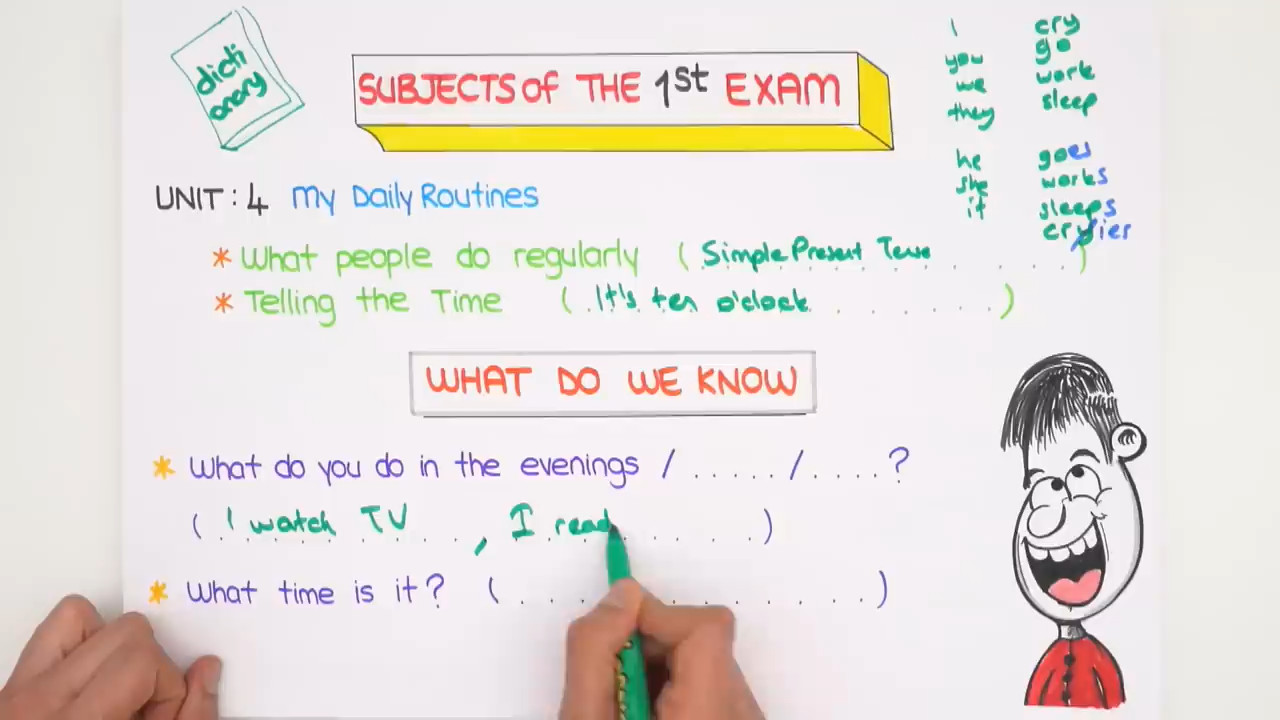 dicti
onary
SUBJECTS of THE 1st EXAM
I cry
you go
we work
they sleep
he goes
she works
it sleeps
cryies
UNIT : 4 My Daily Routines
* What people do regularly (Simple Present Tense)
* Telling the Time (It's ten o'clock)
WHAT DO WE KNOW
* What do you do in the evenings / ..... / ....?
(I watch TV, I read)
* What time is it? (.............)